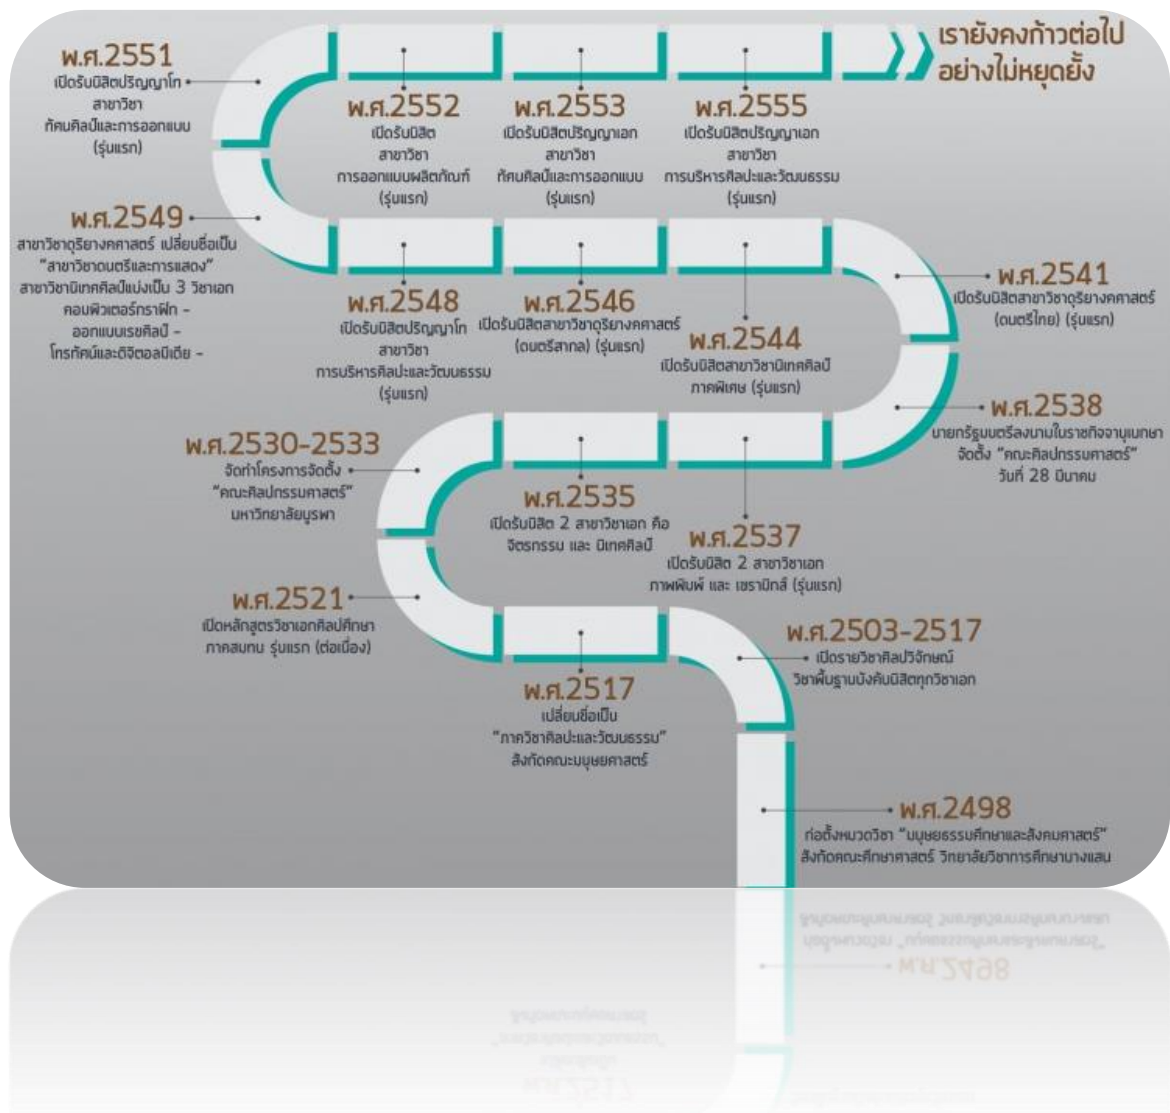 เรายังคงก้าวต่อไป
อย่างไม่หยุดยั้ง
พ.ศ.2551
เปิดรับนิสิตปริญญาโท
สาขาวิชา
ทัศนศิลป์และการออกแบบ
(รุ่นแรก)
พ.ศ.2552
เปิดรับนิสิต
สาขาวิชา
การออกแบบผลิตภัณฑ์
(รุ่นแรก)
พ.ศ.2553
เปิดรับนิสิตปริญญาเอก
สาขาวิชา
ทัศนศิลป์และการออกแบบ
(รุ่นแรก)
พ.ศ.2555
เปิดรับนิสิตปริญญาเอก
สาขาวิชา
การบริหารศิลปะและวัฒนธรรม
(รุ่นแรก)
พ.ศ.2549
สาขาวิชาดุริยางคศาสตร์ เปลี่ยนชื่อเป็น
"สาขาวิชาดนตรีและการแสดง"
สาขาวิชานิเทศศิลป์แบ่งเป็น 3 วิชาเอก
คอมพิวเตอร์กราฟิก -
ออกแบบเรขศิลป์ -
โทรทัศน์และดิจิตอลมีเดีย -
พ.ศ.2548
เปิดรับนิสิตปริญญาโท
สาขาวิชา
การบริหารศิลปะและวัฒนธรรม
(รุ่นแรก)
พ.ศ.2546
เปิดรับนิสิตสาขาวิชาดุริยางคศาสตร์
(ดนตรีสากล) (รุ่นแรก)
พ.ศ.2544
เปิดรับนิสิตสาขาวิชานิเทศศิลป์
ภาคพิเศษ (รุ่นแรก)
พ.ศ.2541
เปิดรับนิสิตสาขาวิชาดุริยางคศาสตร์
(ดนตรีไทย) (รุ่นแรก)
พ.ศ.2538
นายกรัฐมนตรีลงนามในราชกิจจานุเบกษา
จัดตั้ง "คณะศิลปกรรมศาสตร์"
วันที่ 28 มีนาคม
พ.ศ.2530-2533
จัดทำโครงการจัดตั้ง
"คณะศิลปกรรมศาสตร์"
มหาวิทยาลัยบูรพา
พ.ศ.2535
เปิดรับนิสิต 2 สาขาวิชาเอก คือ
จิตรกรรม และ นิเทศศิลป์
พ.ศ.2537
เปิดรับนิสิต 2 สาขาวิชาเอก
ภาพพิมพ์ และ เซรามิกส์ (รุ่นแรก)
พ.ศ.2521
เปิดหลักสูตรวิชาเอกศิลปศึกษา
ภาคสมทบ รุ่นแรก (ต่อเนื่อง)
พ.ศ.2517
เปลี่ยนชื่อเป็น
"ภาควิชาศิลปะและวัฒนธรรม"
สังกัดคณะมนุษยศาสตร์
พ.ศ.2503-2517
เปิดรายวิชาศิลปวิจักษณ์
วิชาพื้นฐานบังคับนิสิตทุกวิชาเอก
พ.ศ.2498
ก่อตั้งหมวดวิชา "มนุษยธรรมศึกษาและสังคมศาสตร์"
สังกัดคณะศึกษาศาสตร์ วิทยาลัยวิชาการศึกษาบางแสน